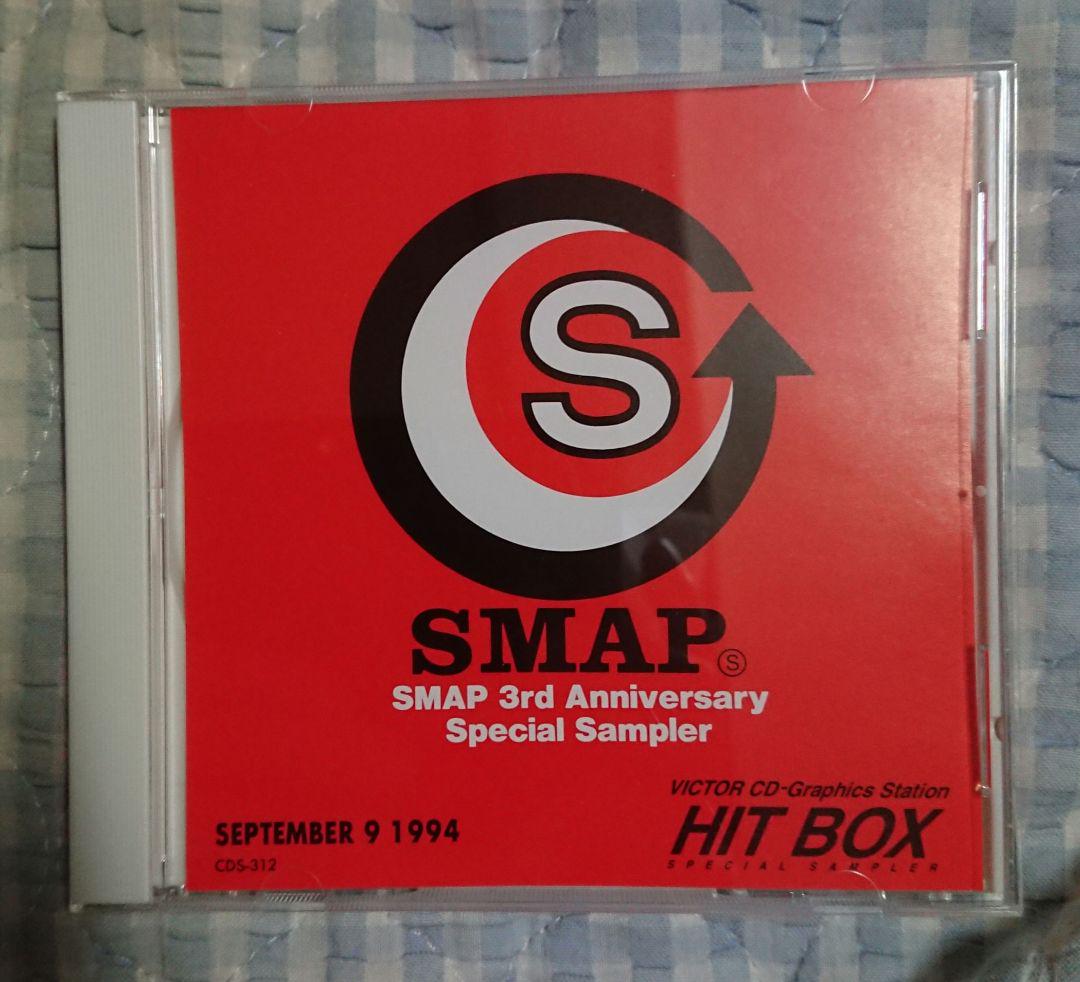 S
SMAP Ⓢ
SMAP 3rd Anniversary
Special Sampler
VICTOR CD-Graphics Station
HIT BOX
SPECIAL SAMPLER
SEPTEMBER 9 1994
CDS-312